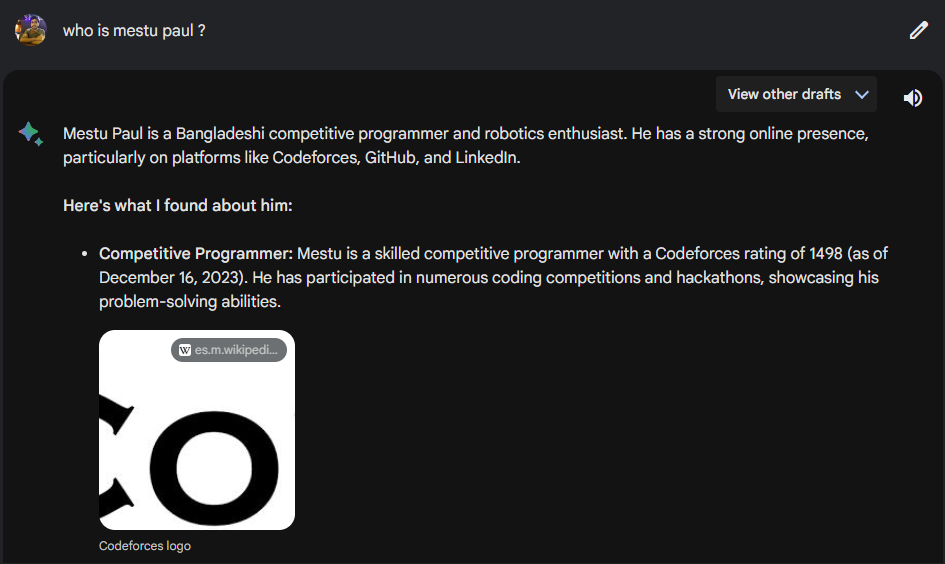 who is mestu paul ?
View other drafts
Mestu Paul is a Bangladeshi competitive programmer and robotics enthusiast. He has a strong online presence,
particularly on platforms like Codeforces, GitHub, and LinkedIn.
Here's what I found about him:
• Competitive Programmer: Mestu is a skilled competitive programmer with a Codeforces rating of 1498 (as of
December 16, 2023). He has participated in numerous coding competitions and hackathons, showcasing his
problem-solving abilities.
W es.m.wikipedi...
Co
Codeforces logo